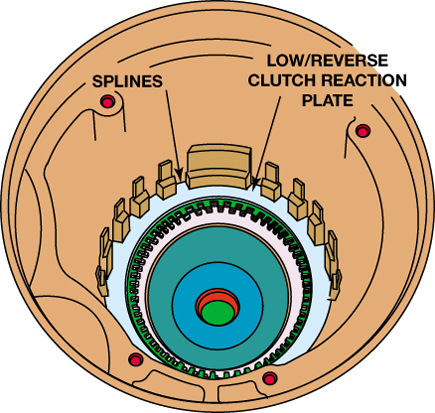 SPLINES
LOW/REVERSE
CLUTCH REACTION
PLATE